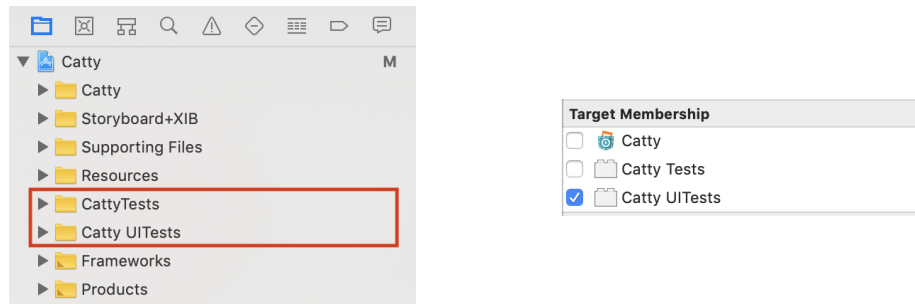 Catty M
Catty
Storyboard+XIB
Supporting Files
Resources
CattyTests
Catty UITests
Frameworks
Products
Target Membership
Catty
Catty Tests
Catty UITests